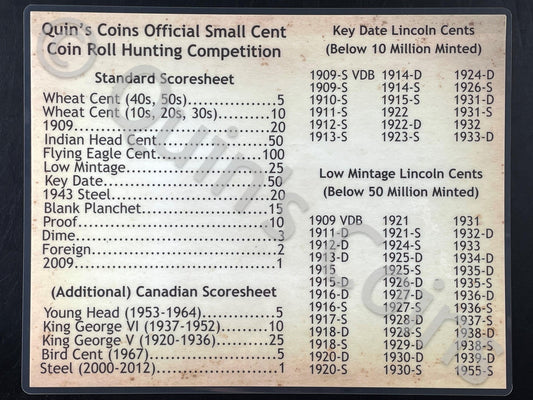 Quin's Coins Official Small Cent
Coin Roll Hunting Competition
Standard Scoresheet
Wheat Cent (40s, 50s)....................5
Wheat Cent (10s, 20s, 30s)............10
1909........................................20
Indian Head Cent.........................50
Flying Eagle Cent.......................100
Low Mintage..............................25
Key Date...................................50
1943 Steel.................................20
Blank Planchet...........................15
Proof.......................................10
Dime.........................................3
Foreign......................................2
2009.........................................1
(Additional) Canadian Scoresheet
Young Head (1953-1964)................5
King George VI (1937-1952)..........10
King George V (1920-1936)...........25
Bird Cent (1967)..........................5
Steel (2000-2012)........................1
Key Date Lincoln Cents
(Below 10 Million Minted)
1909-S VDB 1914-D 1924-D
1909-S 1914-S 1926-S
1910-S 1915-S 1931-D
1911-S 1922 1931-S
1912-S 1922-D 1932
1913-S 1923-S 1933-D
Low Mintage Lincoln Cents
(Below 50 Million Minted)
1909 VDB 1921 1931
1911-D 1921-S 1932-D
1912-D 1924-S 1933
1913-D 1925-D 1934-D
1915 1925-S 1935-D
1915-D 1926-D 1935-S
1916-D 1927-D 1936-D
1916-S 1927-S 1936-S
1917-S 1928-D 1937-S
1918-D 1928-S 1938-D
1918-S 1929-D 1938-S
1920-D 1930-D 1939-D
1920-S 1930-S 1955-S
© Quin's Coins